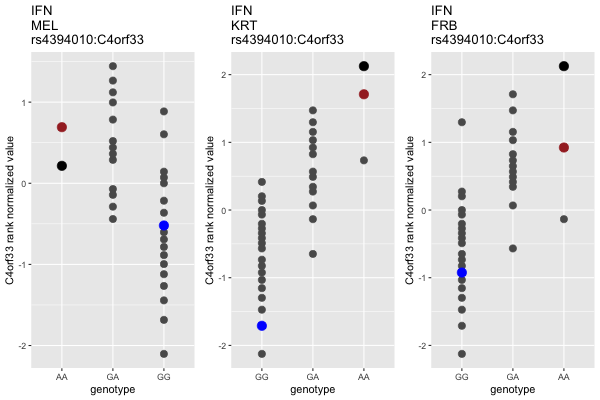 IFN
MEL
rs4394010:C4orf33
C4orf33 rank normalized value
1
0
-1
-2
AA
GA
GG
genotype
IFN
KRT
rs4394010:C4orf33
C4orf33 rank normalized value
2
1
0
-1
-2
GG
GA
AA
genotype
IFN
FRB
rs4394010:C4orf33
C4orf33 rank normalized value
2
1
0
-1
-2
GG
GA
AA
genotype